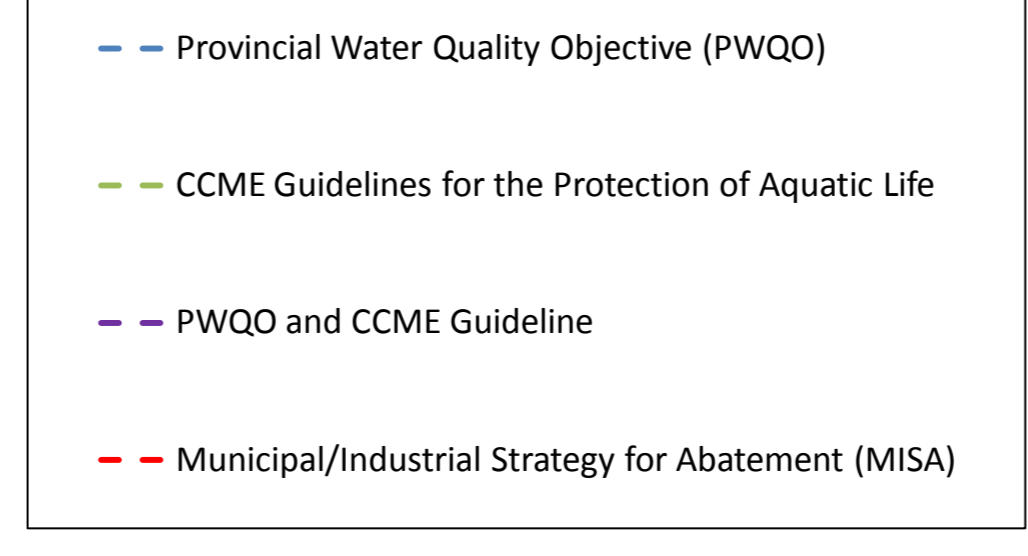 Provincial Water Quality Objective (PWQO)
CCME Guidelines for the Protection of Aquatic Life
PWQO and CCME Guideline
Municipal/Industrial Strategy for Abatement (MISA)